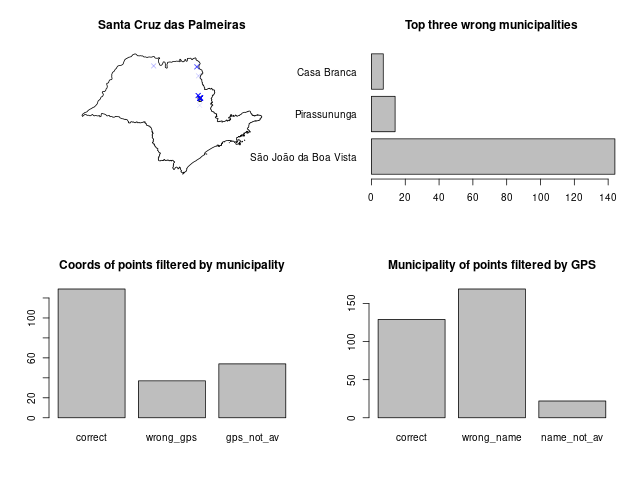 Santa Cruz das Palmeiras
Top three wrong municipalities
Casa Branca
Pirassununga
São João da Boa Vista
0 20 40 60 80 100 120 140
Coords of points filtered by municipality
0 20 60 100
correct wrong_gps gps_not_av
Municipality of points filtered by GPS
0 50 100 150
correct wrong_name name_not_av